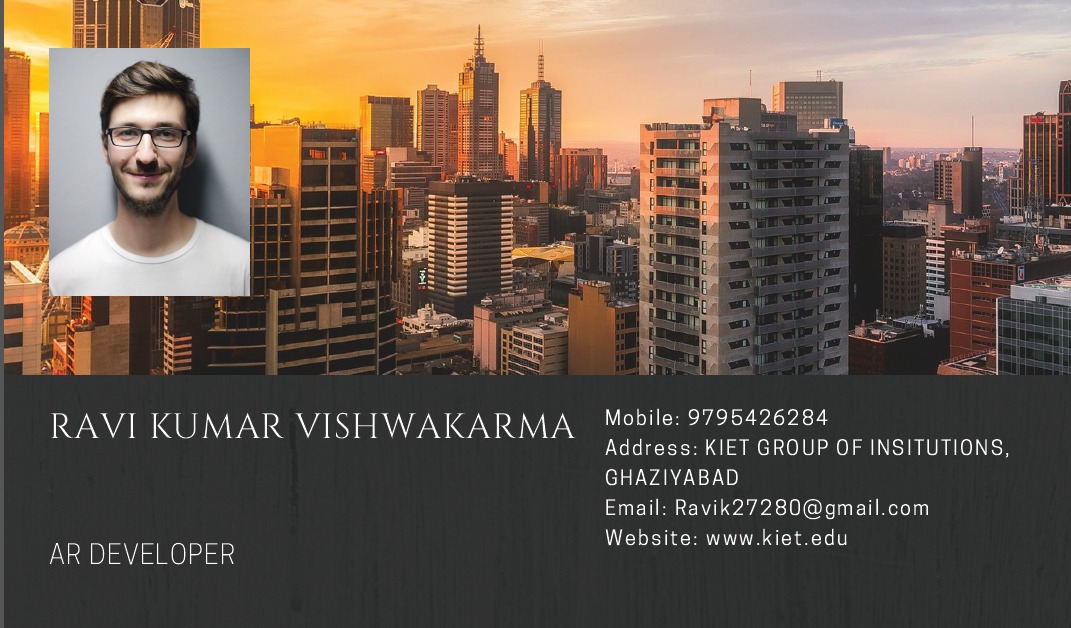 RAVI KUMAR VISHWAKARMA
AR DEVELOPER
Mobile: 9795426284
Address: KIET GROUP OF INSITUTIONS,
GHAZIYABAD
Email: Ravik27280@gmail.com
Website: www.kiet.edu